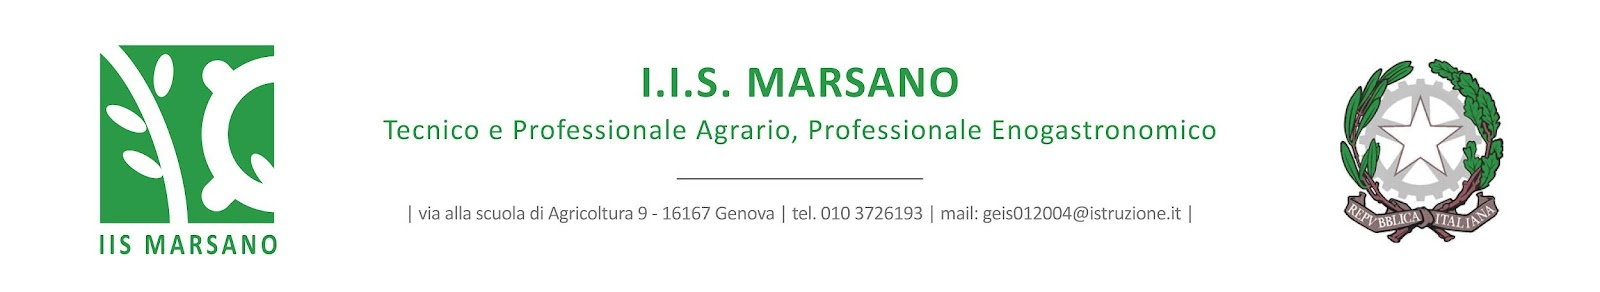 I.I.S. MARSANO
Tecnico e Professionale Agrario, Professionale Enogastronomico
| via alla scuola di Agricoltura 9 - 16167 Genova | tel. 010 3726193 | mail: geis012004@istruzione.it |
IIS MARSANO
REPVBBLICA ITALIANA